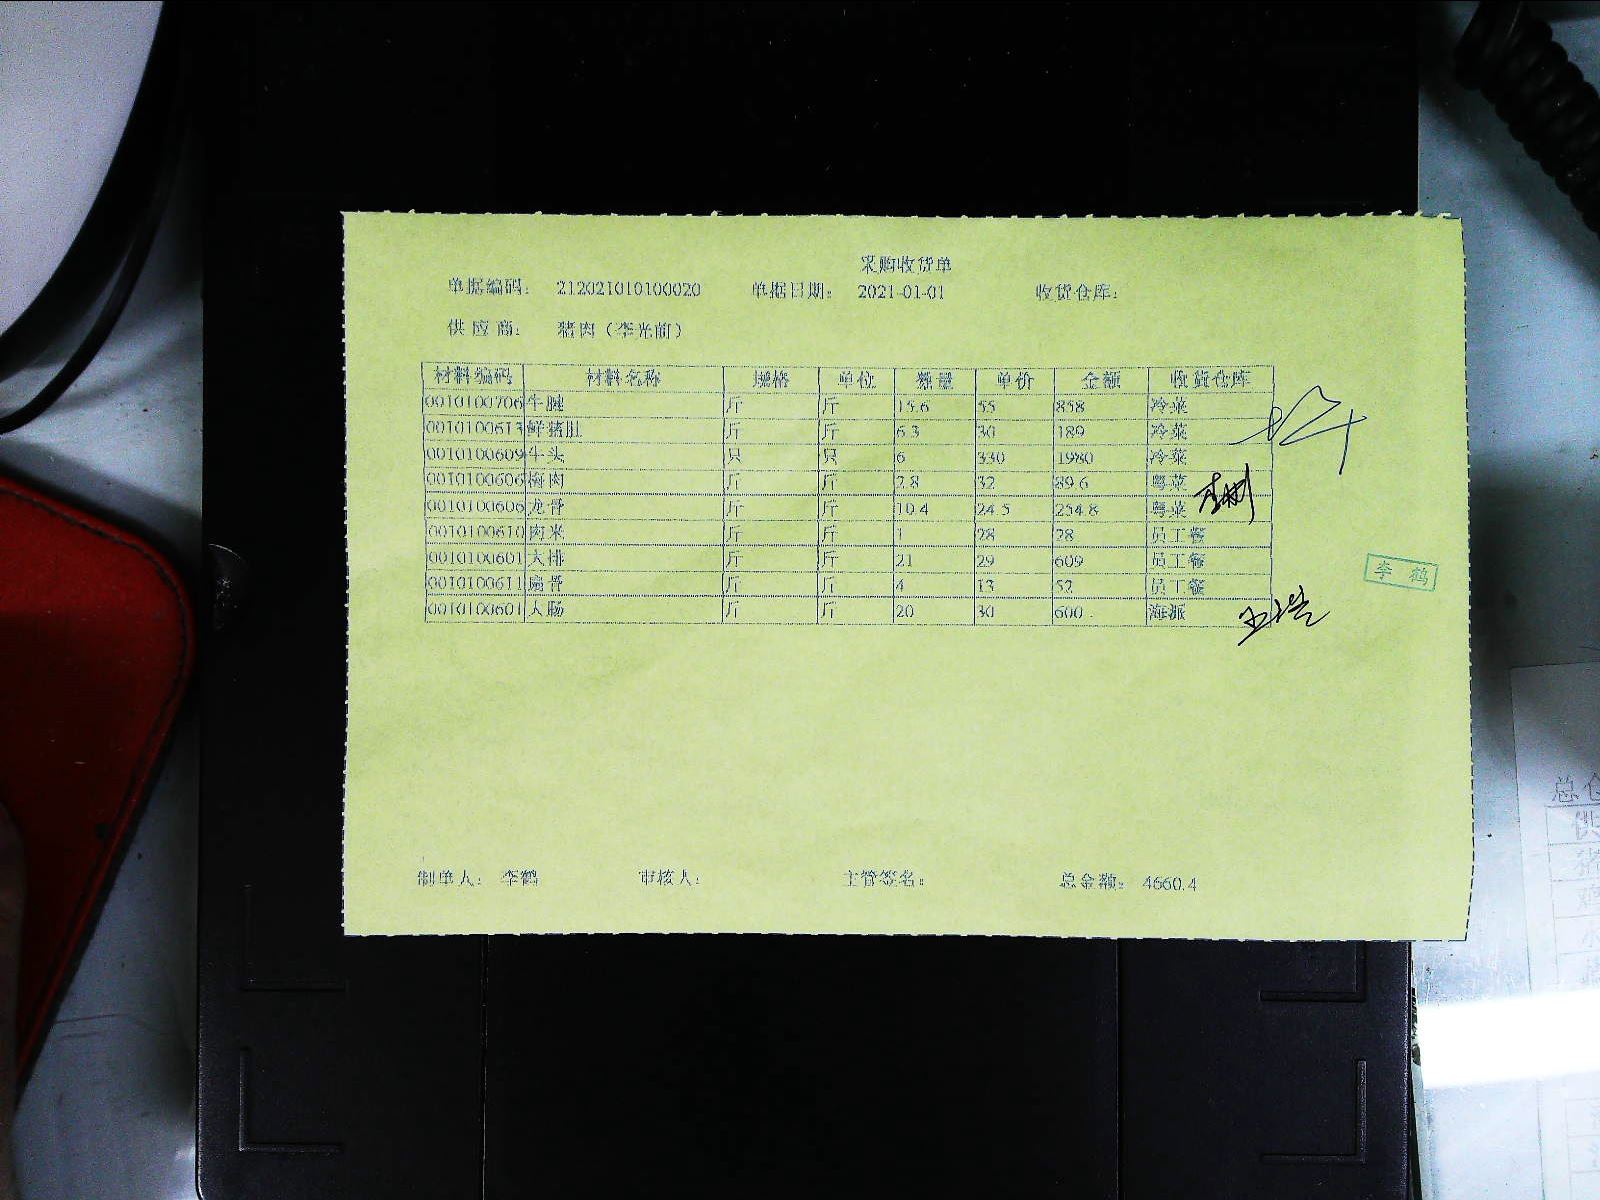 采购收货单
单据编码： 212021010100020 单据日期： 2021-01-01 收货仓库：
供应商： 猪肉（李光前）
材料编码 材料名称 规格 单位 数量 单价 金额 收货仓库
0010100706 牛腱 斤 斤 15.6 55 858 冷菜
0010100613 鲜猪肚 斤 斤 6.3 30 189 冷菜
0010100609 牛头 只 只 6 330 1980 冷菜
0010100606 梅肉 斤 斤 2.8 32 89.6 粤菜
0010100606 龙骨 斤 斤 10.4 24.5 254.8 粤菜
0010100610 肉米 斤 斤 1 28 28 员工餐
0010100601 大排 斤 斤 21 29 609 员工餐
0010100611 扇骨 斤 斤 4 13 52 员工餐
李鹤
0010100601 大肠 斤 斤 20 30 600 海派
制单人： 李鹤 审核人： 主管签名： 总金额： 4660.4
总仓
供
猪
鸡